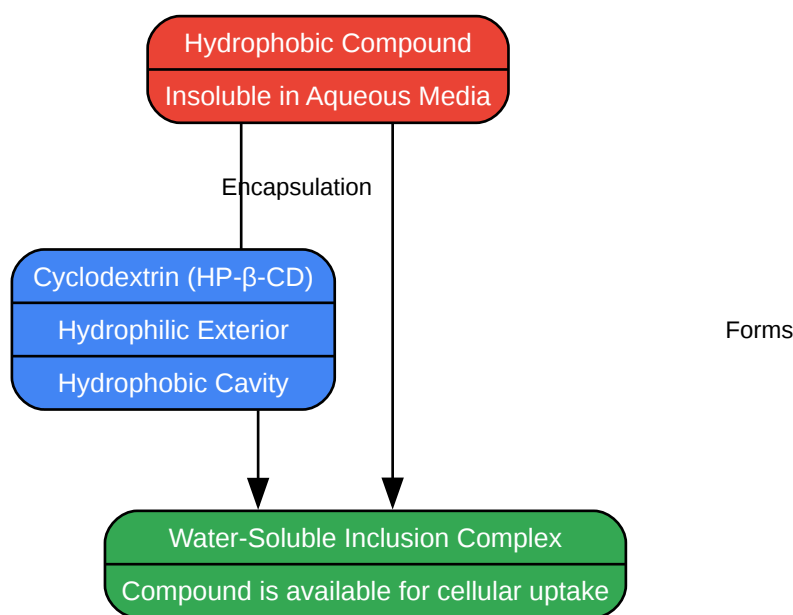 Hydrophobic Compound
Insoluble in Aqueous Media
Encapsulation
Cyclodextrin (HP-β-CD)
Hydrophilic Exterior
Forms
Hydrophobic Cavity
Water-Soluble Inclusion Complex
Compound is available for cellular uptake